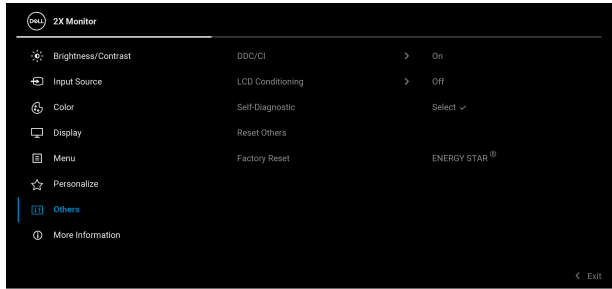 DELL 2X Monitor
Brightness/Contrast DDC/CI > On
Input Source LCD Conditioning > Off
Color Self-Diagnostic Select ✓
Display Reset Others
Menu Factory Reset ENERGY STAR ®
Personalize
Others
More Information
< Exit